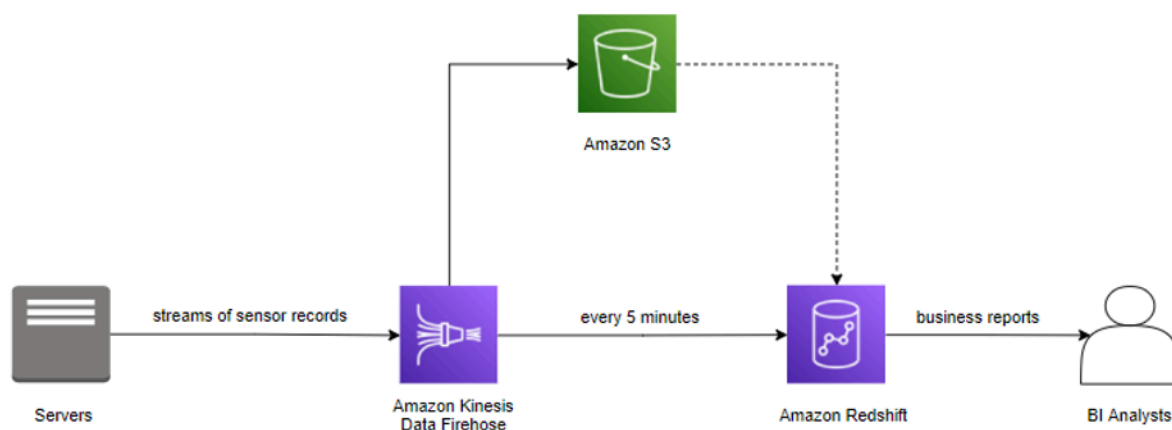 Amazon S3
streams of sensor records
every 5 minutes
business reports
Servers
Amazon Kinesis
Data Firehose
Amazon Redshift
BI Analysts